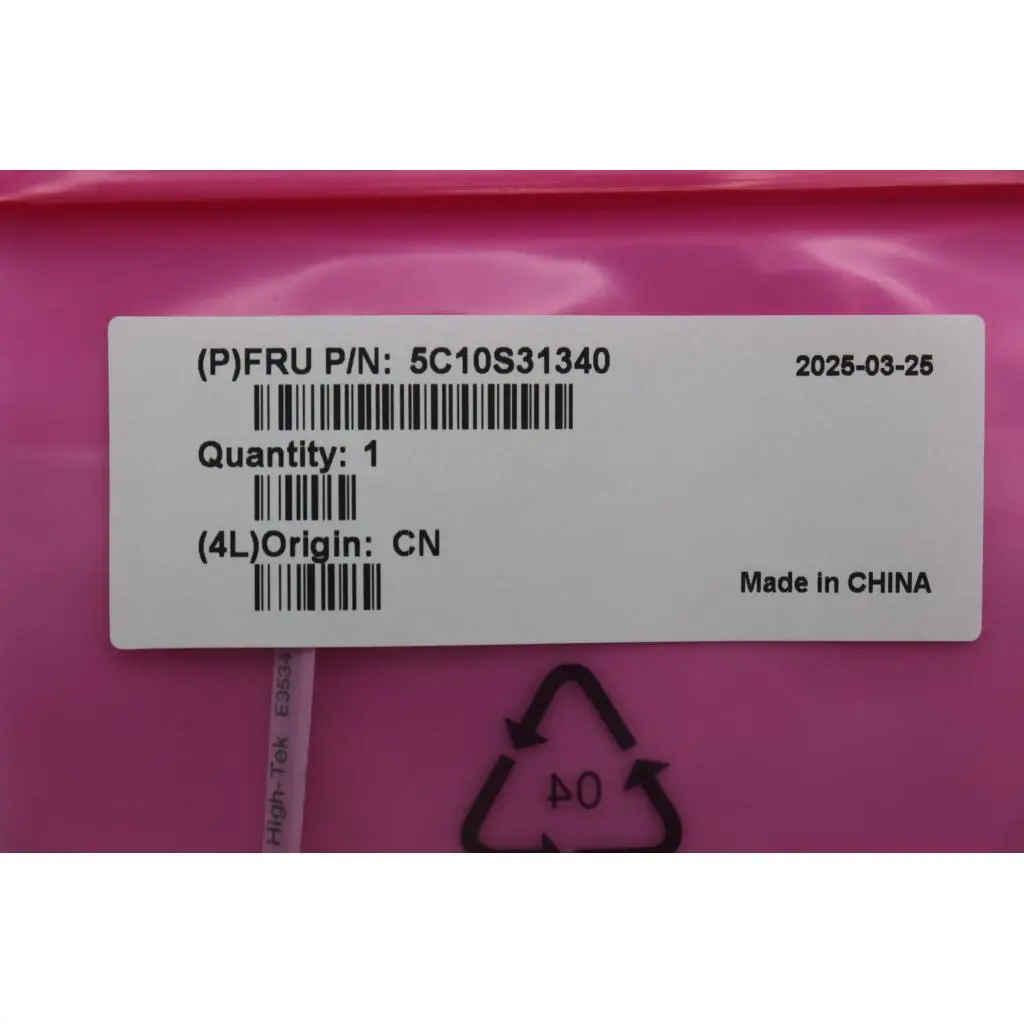 (P)FRU P/N: 5C10S31340
2025-03-25
Quantity: 1
(4L)Origin: CN
Made in CHINA
High-Tek E3534
04